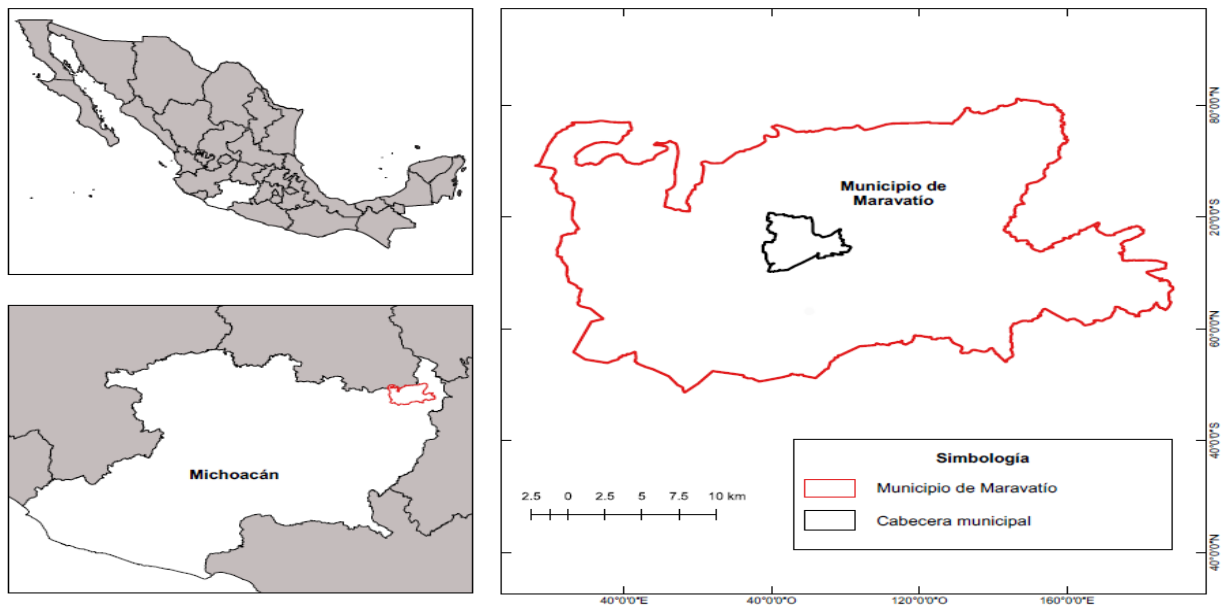 Michoacán
Municipio de
Maravatío
Simbología
Municipio de Maravatío
Cabecera municipal
2.5 0 2.5 5 7.5 10 km
80°0'0"N
20°0'0"S
60°0'0"N
40°0'0"S
40°0'0"N
40°0'0"E
40°0'0"O
120°0'0"O
160°0'0"E